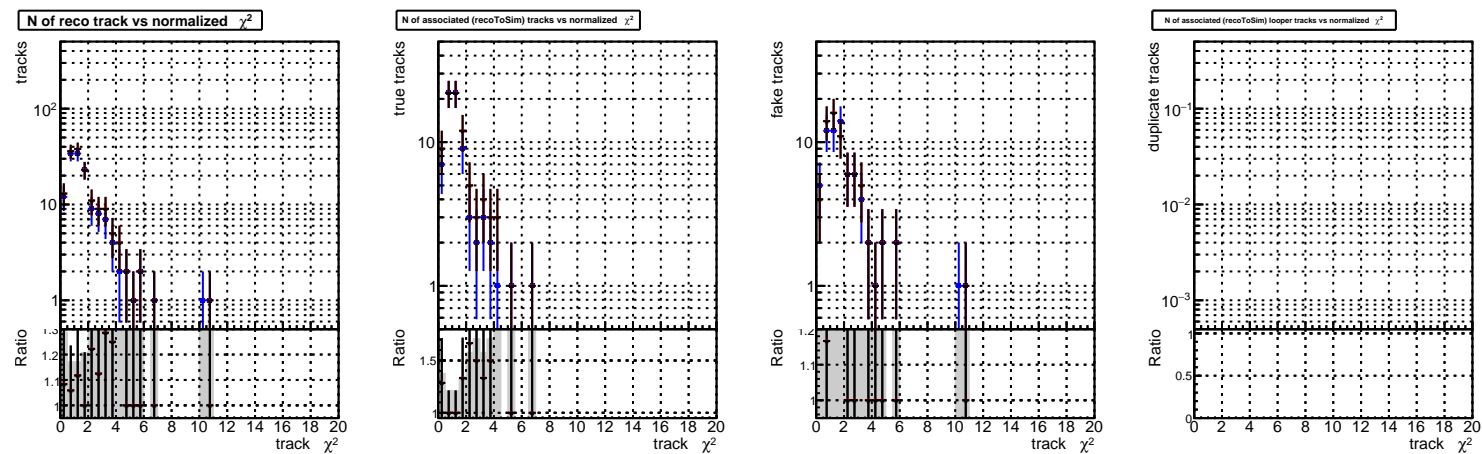 N of reco track vs normalized χ²
tracks
10²
10
1
Ratio
1.3
1.2
1.1
1
0 2 4 6 8 10 12 14 16 18 20
track χ²
N of associated (recoToSim) tracks vs normalized χ²
true tracks
10
1
Ratio
1.5
1
0 2 4 6 8 10 12 14 16 18 20
track χ²
fake tracks
10
1
Ratio
1.2
1.1
1
0 2 4 6 8 10 12 14 16 18 20
track χ²
N of associated (recoToSim) looper tracks vs normalized χ²
duplicate tracks
10⁻¹
10⁻²
10⁻³
Ratio
1
0.5
0
0 2 4 6 8 10 12 14 16 18 20
track χ²